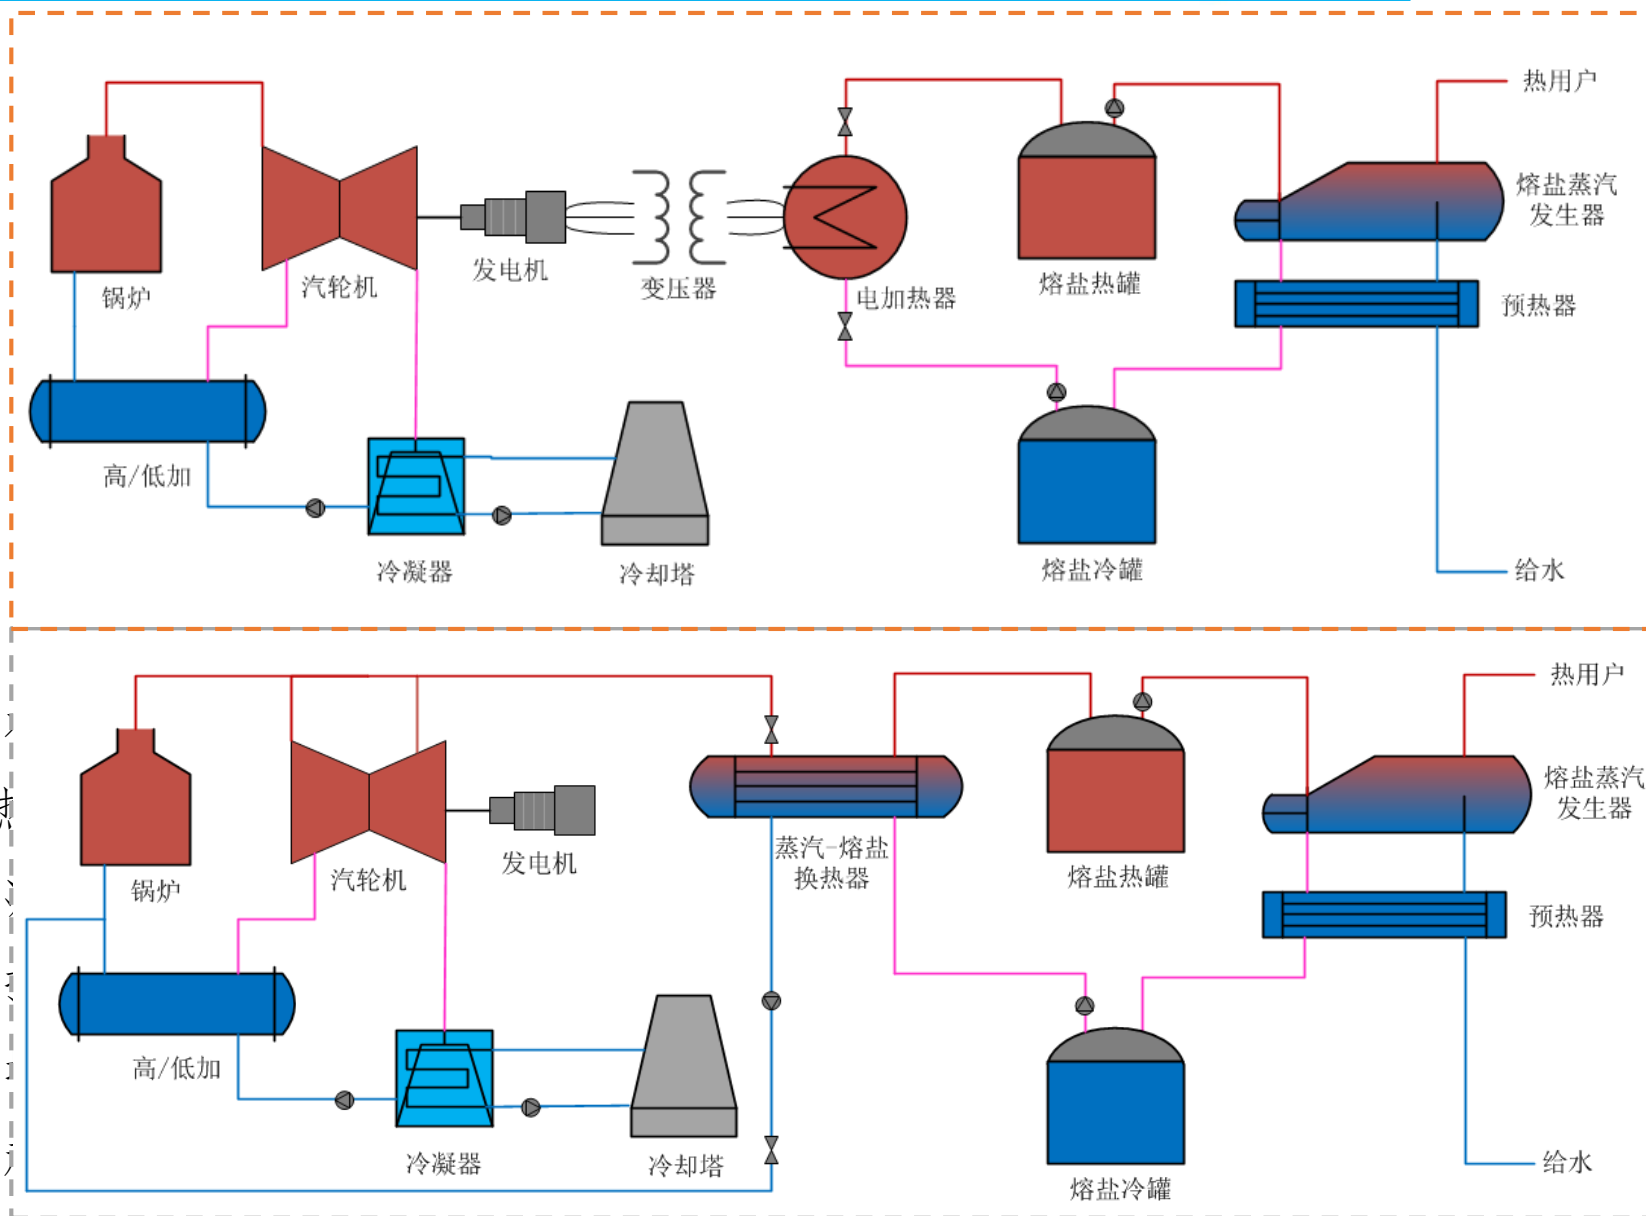 热用户
熔盐蒸汽
发生器
锅炉
汽轮机
发电机
变压器
电加热器
熔盐热罐
预热器
高/低加
冷凝器
冷却塔
熔盐冷罐
给水
热用户
熔盐蒸汽
发生器
锅炉
汽轮机
发电机
蒸汽-熔盐
换热器
熔盐热罐
预热器
高/低加
冷凝器
冷却塔
熔盐冷罐
给水